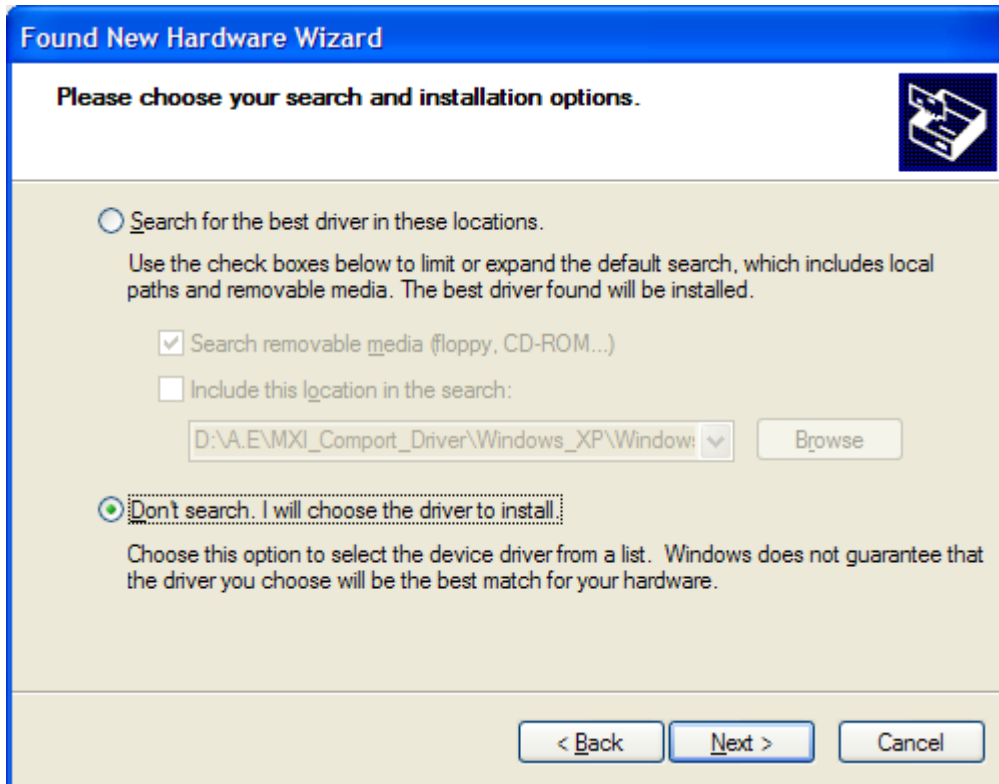 Found New Hardware Wizard
Please choose your search and installation options.
Search for the best driver in these locations.
Use the check boxes below to limit or expand the default search, which includes local
paths and removable media. The best driver found will be installed.
Search removable media (floppy, CD-ROM...)
Include this location in the search:
D:\A.E\MXI_Comport_Driver\Windows_XP\Windows
Browse
Don't search. I will choose the driver to install.
Choose this option to select the device driver from a list. Windows does not guarantee that
the driver you choose will be the best match for your hardware.
< Back
Next >
Cancel